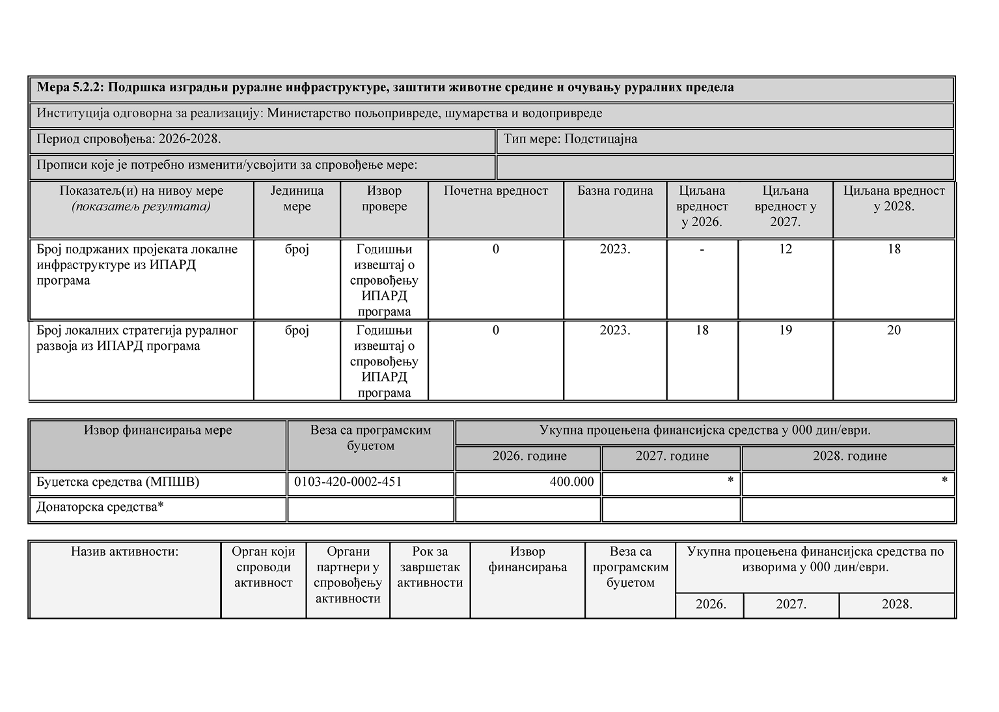 Мера 5.2.2: Подршка изградњи руралне инфраструктуре, заштити животне средине и очувању руралних предела
Институција одговорна за реализацију: Министарство пољопривреде, шумарства и водопривреде
Период спровођења: 2026-2028.
Тип мере: Подстицајна
Прописи које је потребно изменити/усвојити за спровођење мере:
Показатељ(и) на нивоу мере
(показатељ резултата)
Јединица
мере
Извор
провере
Почетна вредност
Базна година
Циљана
вредност
у 2026.
Циљана
вредност у
2027.
Циљана вредност
у 2028.
Број подржаних пројеката локалне
инфраструктуре из ИПАРД
програма
број
Годишњи
извештај о
спровођењу
ИПАРД
програма
0
2023.
-
12
18
Број локалних стратегија руралног
развоја из ИПАРД програма
број
Годишњи
извештај о
спровођењу
ИПАРД
програма
0
2023.
18
19
20
Извор финансирања мере
Веза са програмским
буџетом
Укупна процењена финансијска средства у 000 дин/еври.
2026. године
2027. године
2028. године
Буџетска средства (МПШВ)
0103-420-0002-451
400.000
*
*
Донаторска средства*
Назив активности:
Орган који
спроводи
активност
Органи
партнери у
спровођењу
активности
Рок за
завршетак
активности
Извор
финансирања
Веза са
програмским
буџетом
Укупна процењена финансијска средства по
изворима у 000 дин/еври.
2026.
2027.
2028.